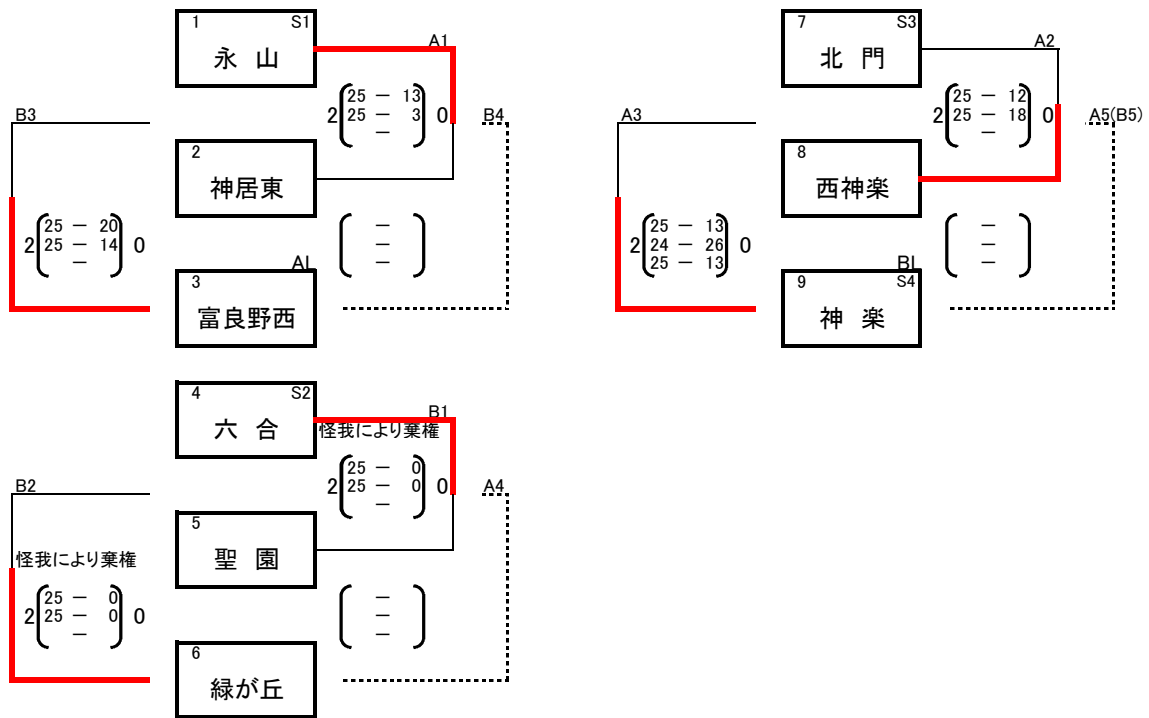 1 S1
永 山
A1
2 25 － 13 0
25 － 3
－
B3
B4
2
神居東
2 25 － 20 0
25 － 14
－
－
－
－
AL
3
富良野西
4 S2
六 合
B1
怪我により棄権
2 25 － 0 0
25 － 0
－
B2
A4
5
聖 園
怪我により棄権
2 25 － 0 0
25 － 0
－
－
－
－
6
緑が丘
7 S3
北 門
A2
2 25 － 12 0
25 － 18
－
A3
A5(B5)
8
西神楽
2 25 － 13 0
24 － 26
25 － 13
－
－
－
BL
9 S4
神 楽